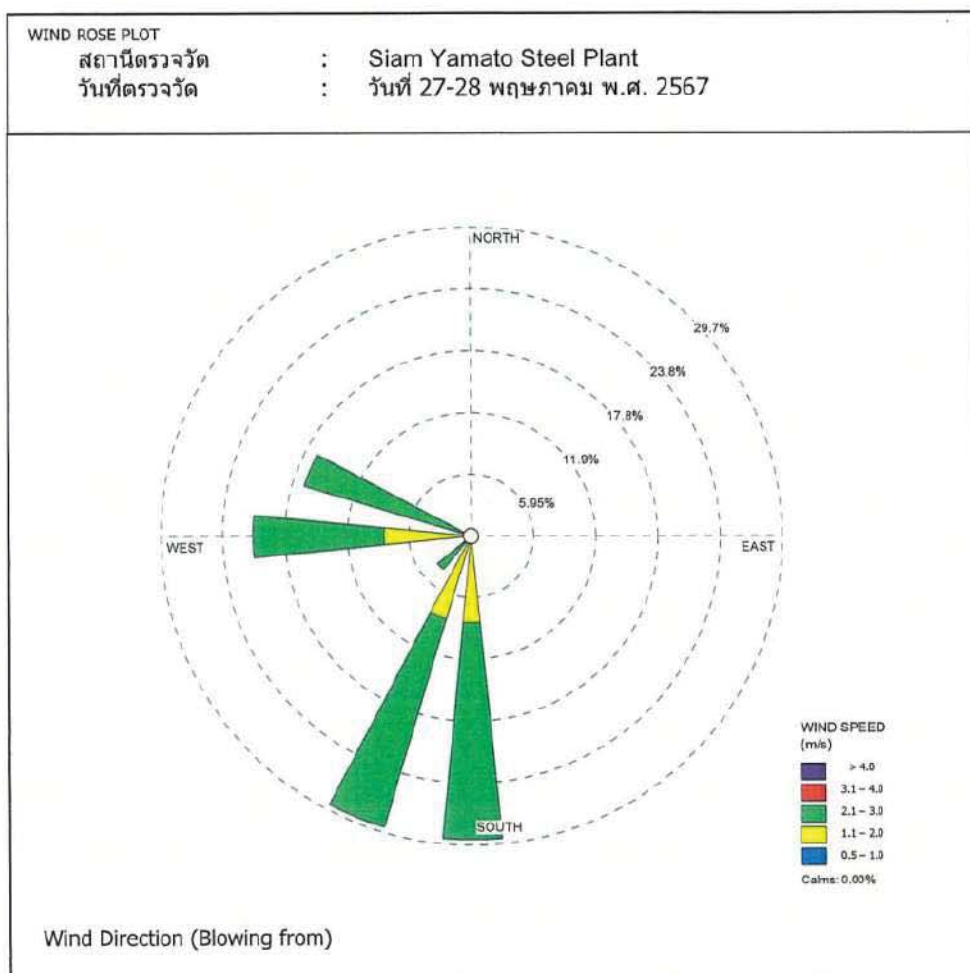 WIND ROSE PLOT
สถานีตรวจวัด : Siam Yamato Steel Plant
วันที่ตรวจวัด : วันที่ 27-28 พฤษภาคม พ.ศ. 2567
NORTH
29.7%
23.8%
17.8%
11.9%
5.95%
WEST
EAST
SOUTH
WIND SPEED
(m/s)
> 4.0
3.1 – 4.0
2.1 – 3.0
1.1 – 2.0
0.5 – 1.0
Calms: 0.00%
Wind Direction (Blowing from)